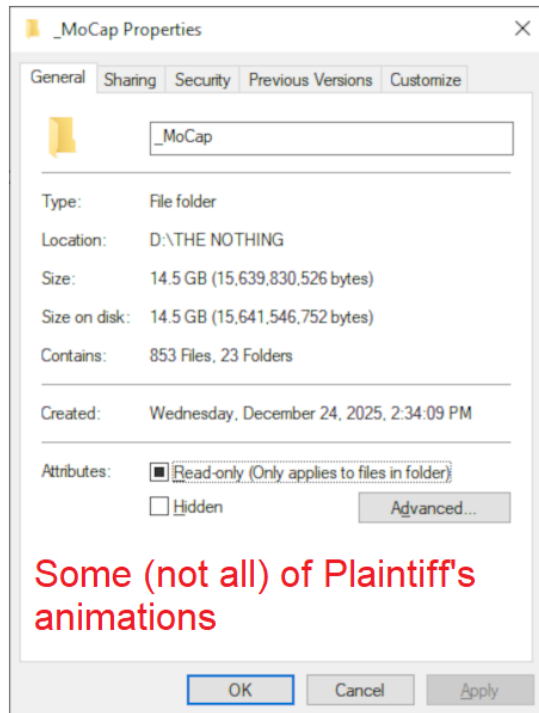 _MoCap Properties
General Sharing Security Previous Versions Customize
_MoCap
Type: File folder
Location: D:\THE NOTHING
Size: 14.5 GB (15,639,830,526 bytes)
Size on disk: 14.5 GB (15,641,546,752 bytes)
Contains: 853 Files, 23 Folders
Created: Wednesday, December 24, 2025, 2:34:09 PM
Attributes: Read-only (Only applies to files in folder)
Hidden Advanced...
Some (not all) of Plaintiff's
animations
OK Cancel Apply